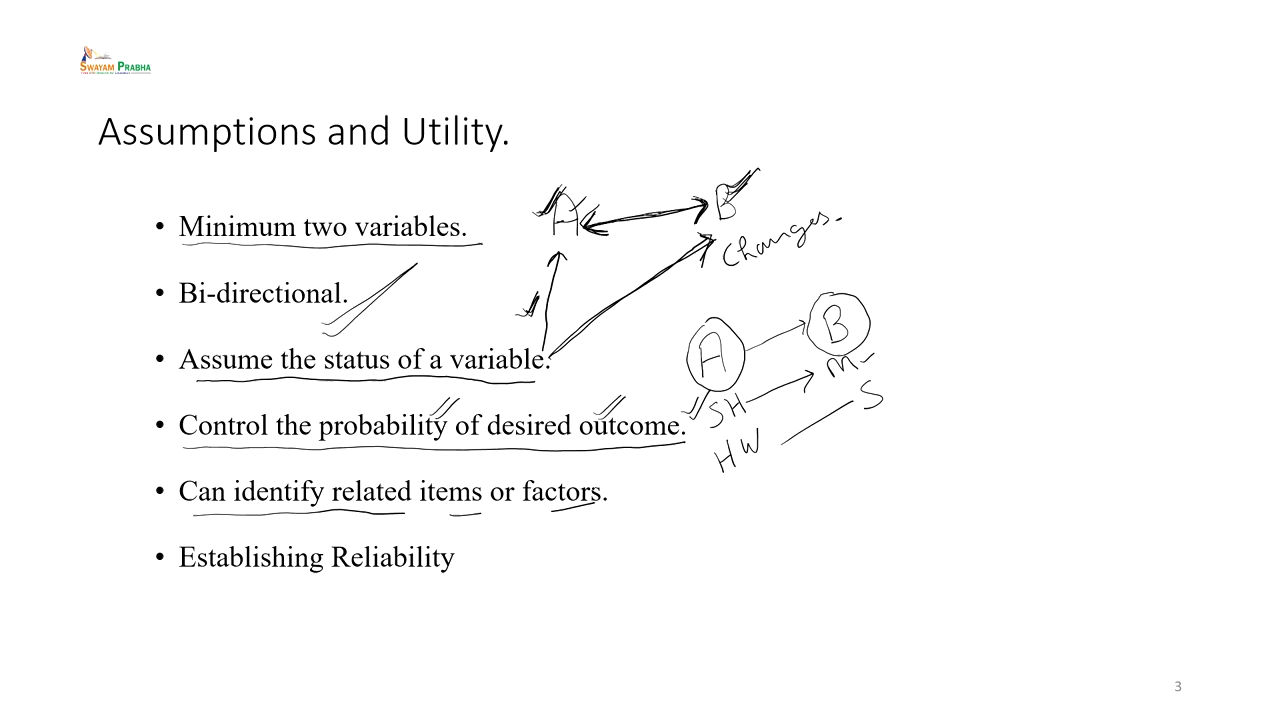 SWAYAM PRABHA
Assumptions and Utility.
A B
• Minimum two variables.
Changes.
• Bi-directional.
A B
• Assume the status of a variable.
M
SH
• Control the probability of desired outcome.
S
HW
• Can identify related items or factors.
• Establishing Reliability
3